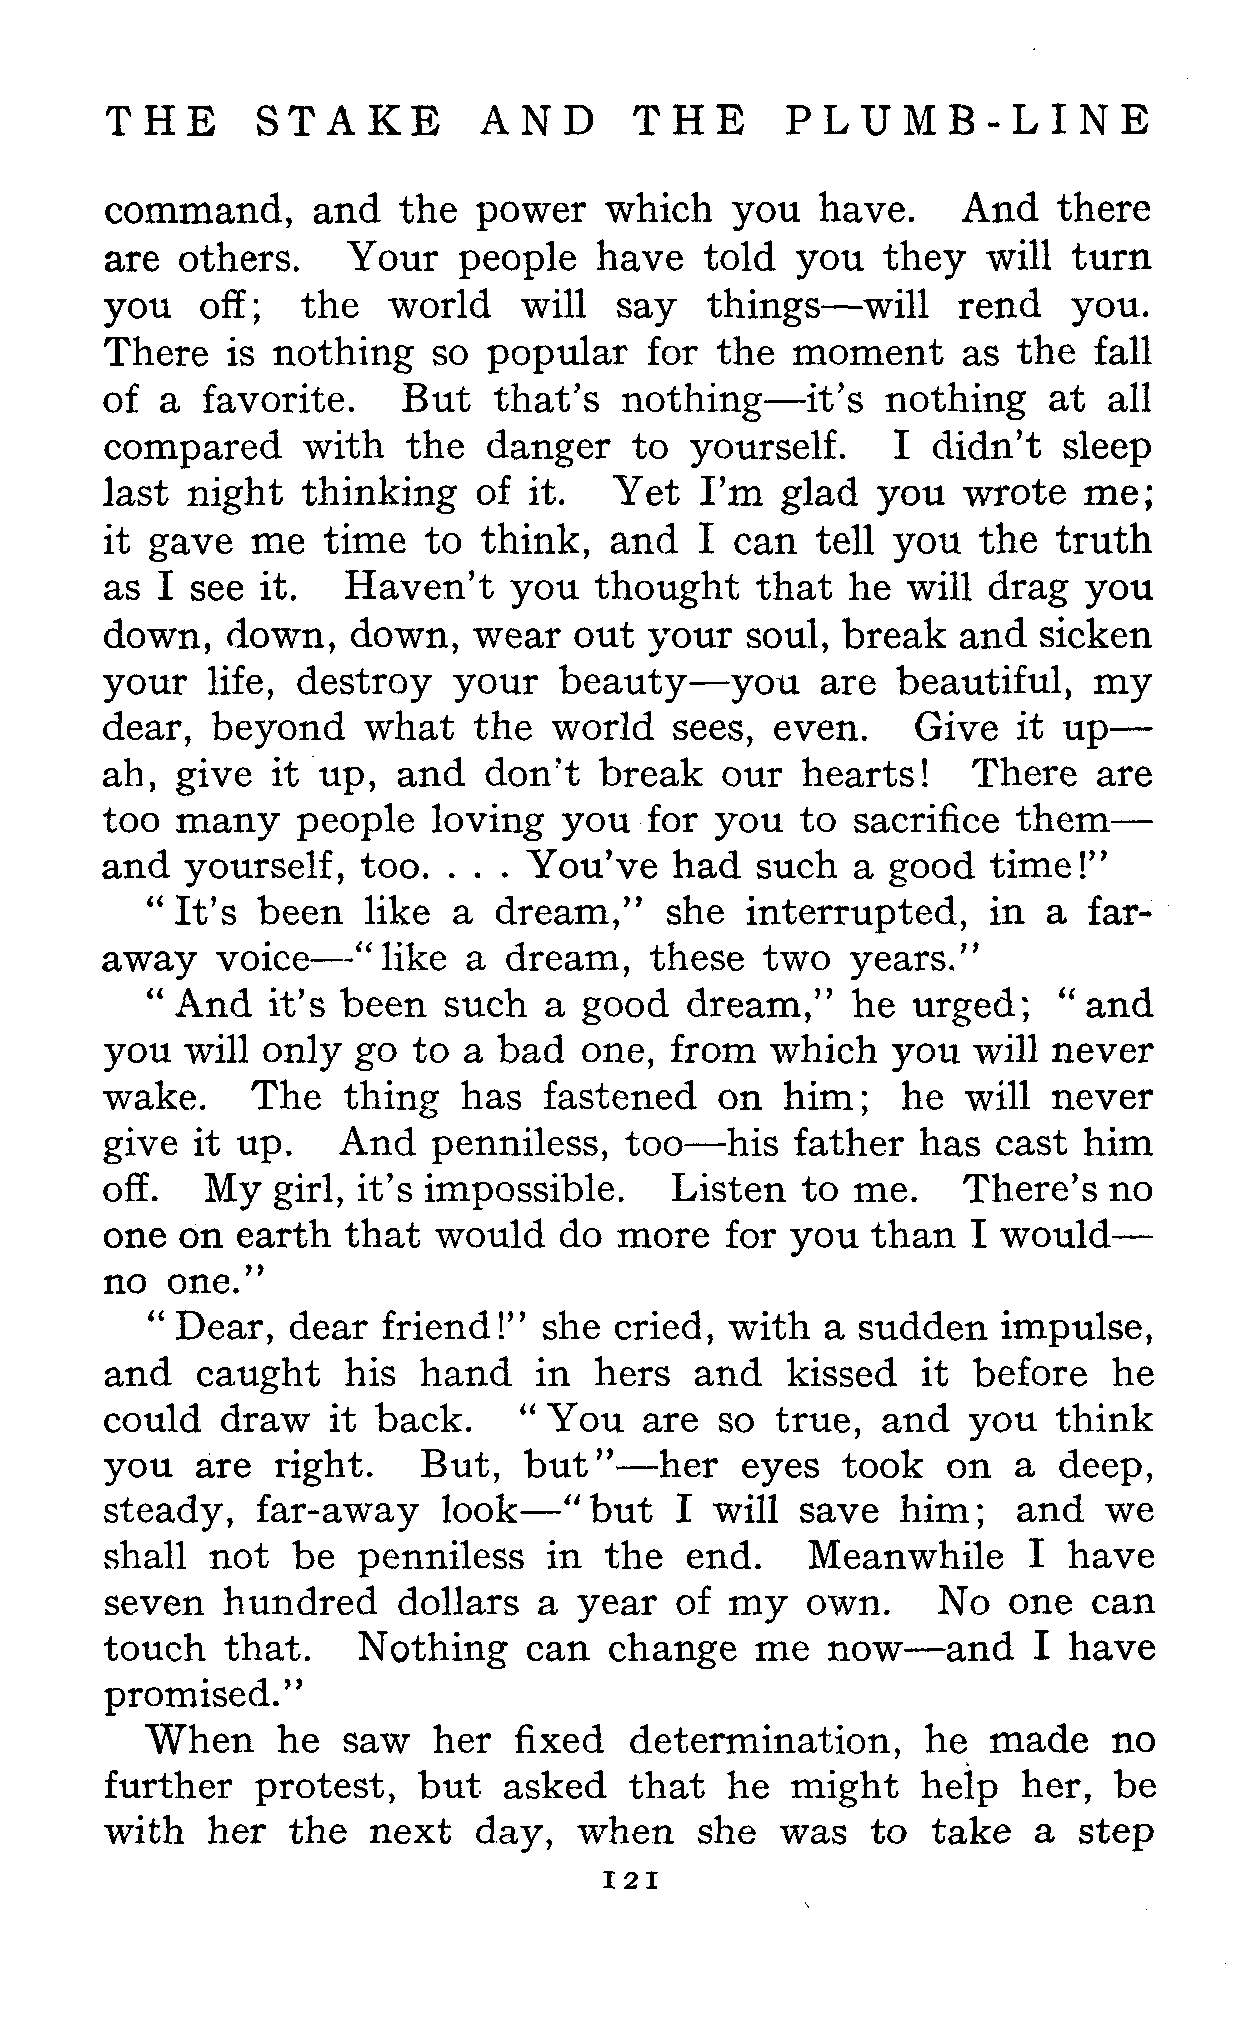 THE STAKE AND THE PLUMB-LINE
command, and the power which you have. And there
are others. Your people have told you they will turn
you off; the world will say things—will rend you.
There is nothing so popular for the moment as the fall
of a favorite. But that's nothing—it's nothing at all
compared with the danger to yourself. I didn't sleep
last night thinking of it. Yet I'm glad you wrote me;
it gave me time to think, and I can tell you the truth
as I see it. Haven't you thought that he will drag you
down, down, down, wear out your soul, break and sicken
your life, destroy your beauty—you are beautiful, my
dear, beyond what the world sees, even. Give it up—
ah, give it up, and don't break our hearts! There are
too many people loving you for you to sacrifice them—
and yourself, too. . . . You've had such a good time!"
"It's been like a dream," she interrupted, in a far-
away voice—"like a dream, these two years."
"And it's been such a good dream," he urged; "and
you will only go to a bad one, from which you will never
wake. The thing has fastened on him; he will never
give it up. And penniless, too—his father has cast him
off. My girl, it's impossible. Listen to me. There's no
one on earth that would do more for you than I would—
no one."
"Dear, dear friend!" she cried, with a sudden impulse,
and caught his hand in hers and kissed it before he
could draw it back. "You are so true, and you think
you are right. But, but"—her eyes took on a deep,
steady, far-away look—"but I will save him; and we
shall not be penniless in the end. Meanwhile I have
seven hundred dollars a year of my own. No one can
touch that. Nothing can change me now—and I have
promised."
When he saw her fixed determination, he made no
further protest, but asked that he might help her, be
with her the next day, when she was to take a step
121